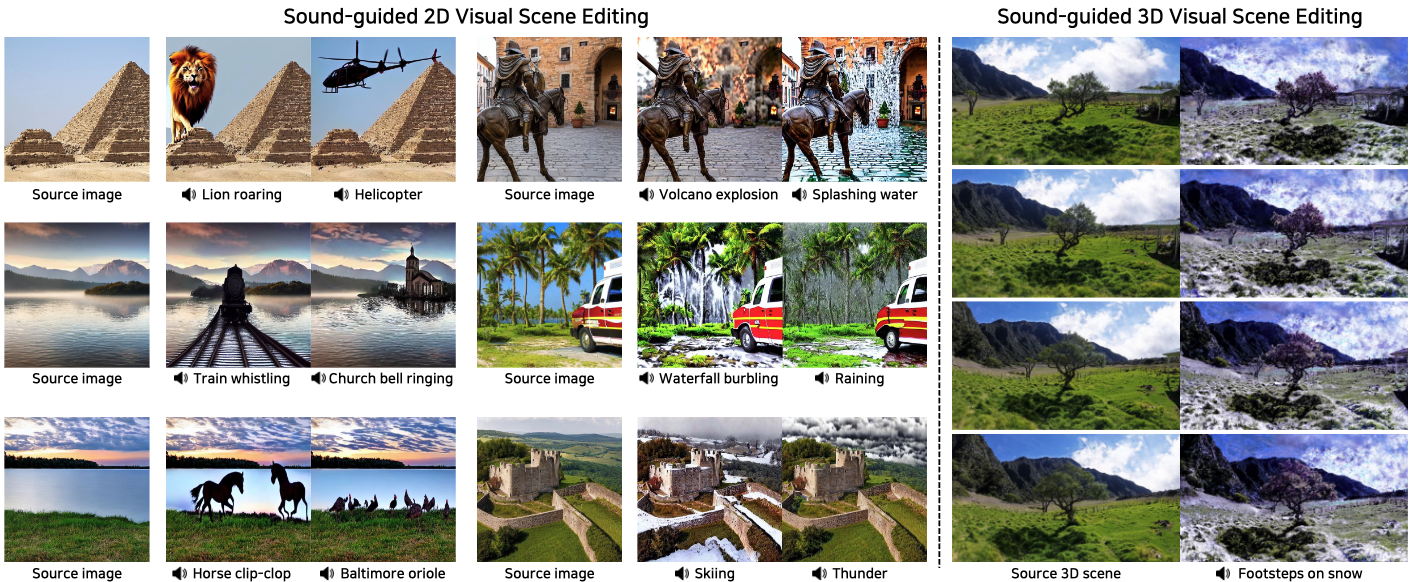 Sound-guided 2D Visual Scene Editing
Sound-guided 3D Visual Scene Editing
Source image
Lion roaring
Helicopter
Source image
Volcano explosion
Splashing water
Source image
Train whistling
Church bell ringing
Source image
Waterfall burbling
Raining
Source image
Horse clip-clop
Baltimore oriole
Source image
Skiing
Thunder
Source 3D scene
Footsteps on snow